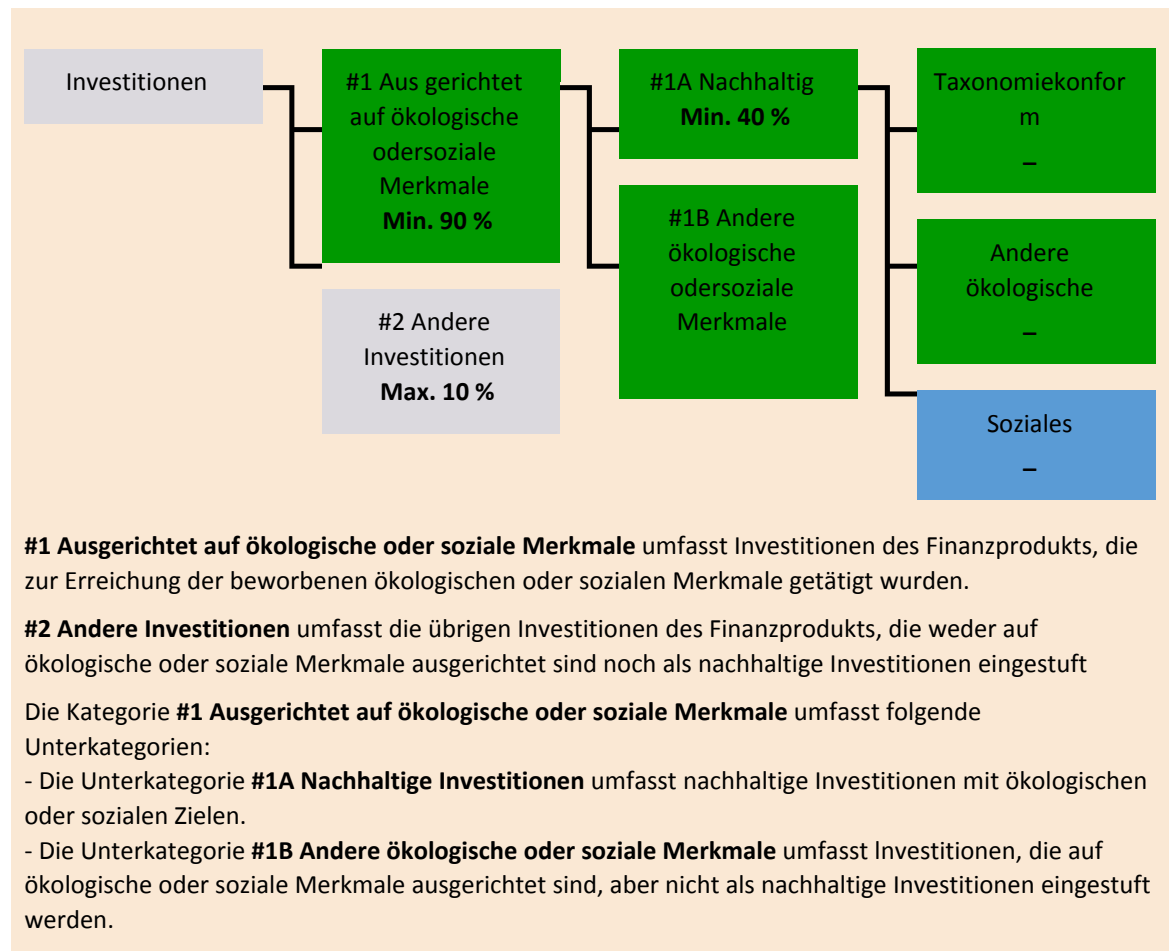 Investitionen
#1 Aus gerichtet
auf ökologische
odersoziale
Merkmale
Min. 90 %
#2 Andere
Investitionen
Max. 10 %
#1A Nachhaltig
Min. 40 %
#1B Andere
ökologische
odersoziale
Merkmale
Taxonomiekonfor
m
–
Andere
ökologische
–
Soziales
–
#1 Ausgerichtet auf ökologische oder soziale Merkmale umfasst Investitionen des Finanzprodukts, die
zur Erreichung der beworbenen ökologischen oder sozialen Merkmale getätigt wurden.
#2 Andere Investitionen umfasst die übrigen Investitionen des Finanzprodukts, die weder auf
ökologische oder soziale Merkmale ausgerichtet sind noch als nachhaltige Investitionen eingestuft
Die Kategorie #1 Ausgerichtet auf ökologische oder soziale Merkmale umfasst folgende
Unterkategorien:
- Die Unterkategorie #1A Nachhaltige Investitionen umfasst nachhaltige Investitionen mit ökologischen
oder sozialen Zielen.
- Die Unterkategorie #1B Andere ökologische oder soziale Merkmale umfasst lnvestitionen, die auf
ökologische oder soziale Merkmale ausgerichtet sind, aber nicht als nachhaltige Investitionen eingestuft
werden.